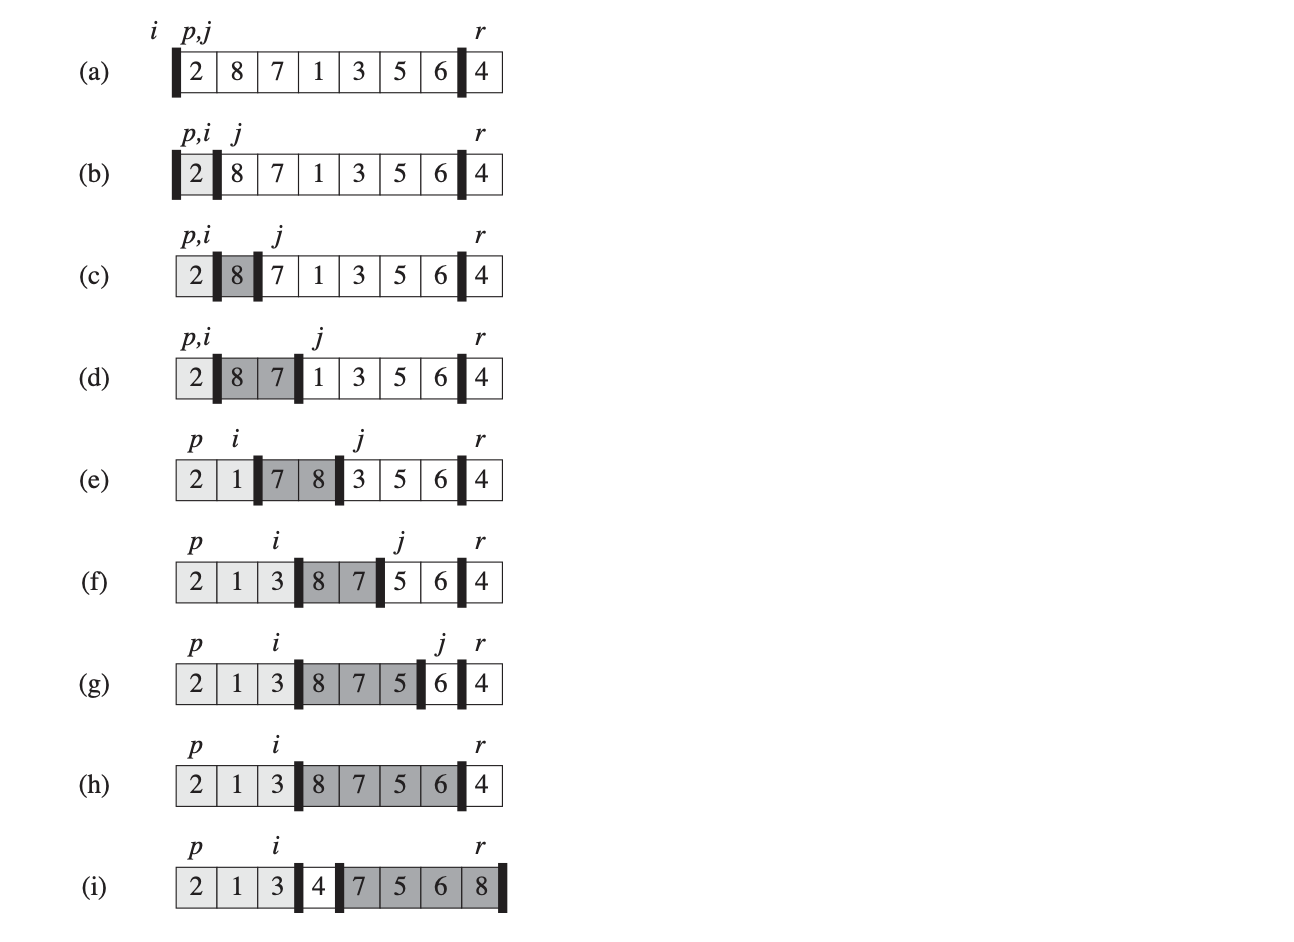 i p,j r
(a) 2 8 7 1 3 5 6 4
p,i j r
(b) 2 8 7 1 3 5 6 4
p,i j r
(c) 2 8 7 1 3 5 6 4
p,i j r
(d) 2 8 7 1 3 5 6 4
p i j r
(e) 2 1 7 8 3 5 6 4
p i j r
(f) 2 1 3 8 7 5 6 4
p i j r
(g) 2 1 3 8 7 5 6 4
p i r
(h) 2 1 3 8 7 5 6 4
p i r
(i) 2 1 3 4 7 5 6 8